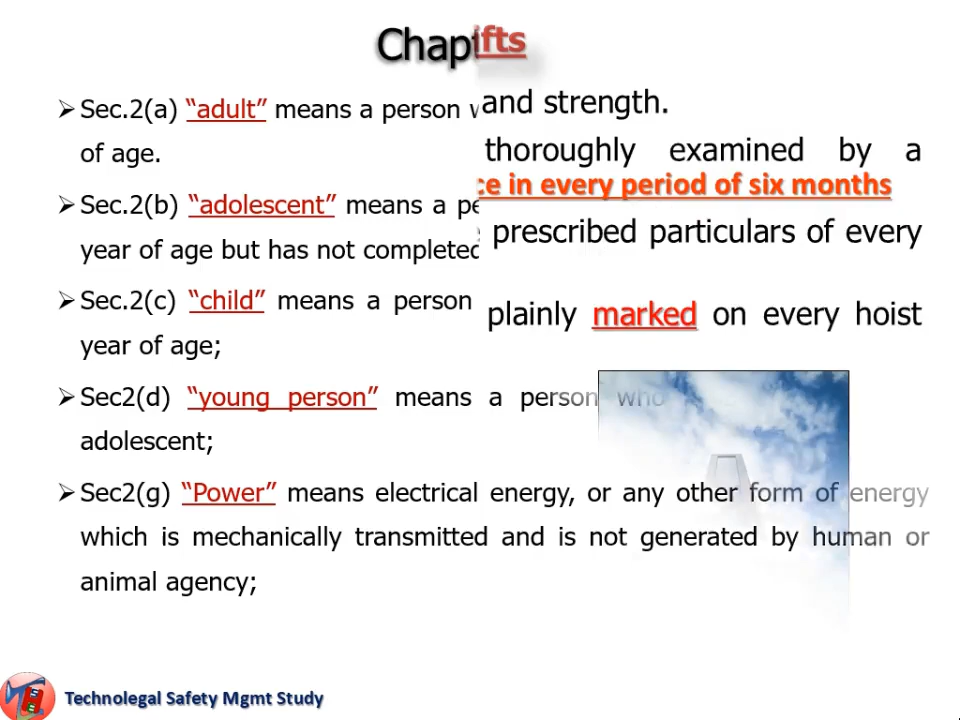 Chap
ifts
Sec.2(a) “adult” means a person
and strength.
of age.
thoroughly examined by a
ce in every period of six months
Sec.2(b) “adolescent” means a pe
prescribed particulars of every
year of age but has not completed
Sec.2(c) “child” means a person
plainly marked on every hoist
year of age;
Sec2(d) “young person” means a person who
adolescent;
Sec2(g) “Power” means electrical energy, or any other form of energy
which is mechanically transmitted and is not generated by human or
animal agency;
Technolegal Safety Mgmt Study